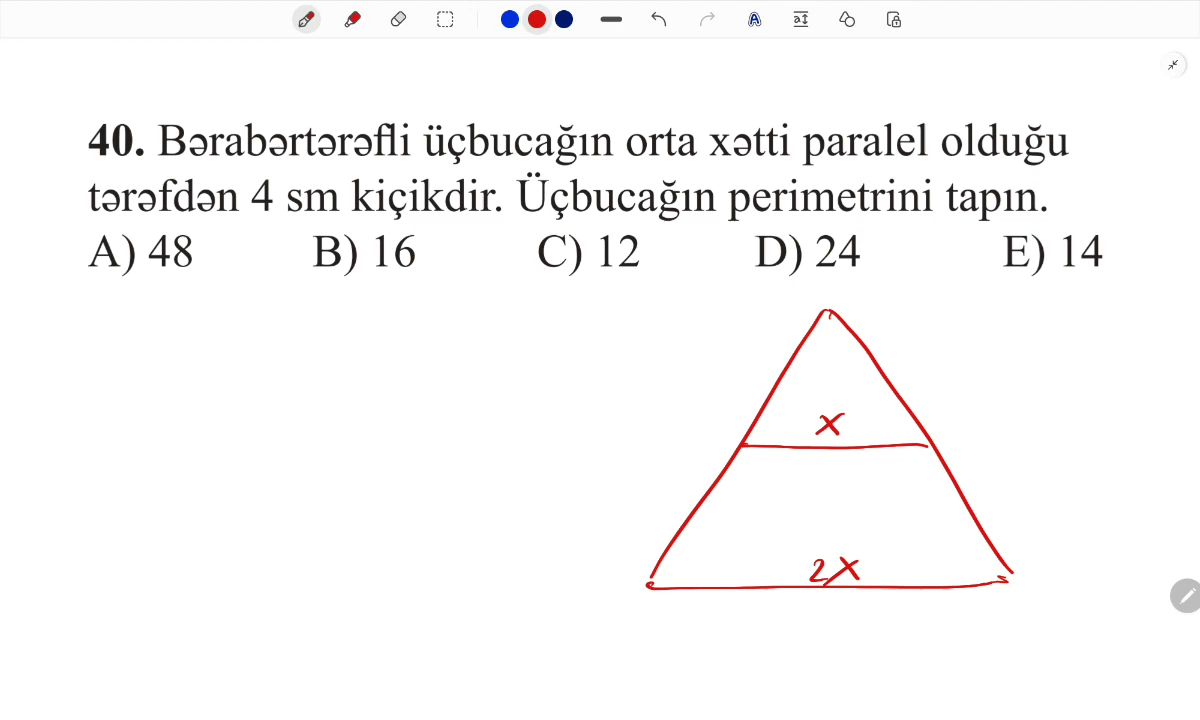 40. Bərabərtərəfli üçbucağın orta xətti paralel olduğu
tərəfdən 4 sm kiçikdir. Üçbucağın perimetrini tapın.
A) 48 B) 16 C) 12 D) 24 E) 14
x
2x